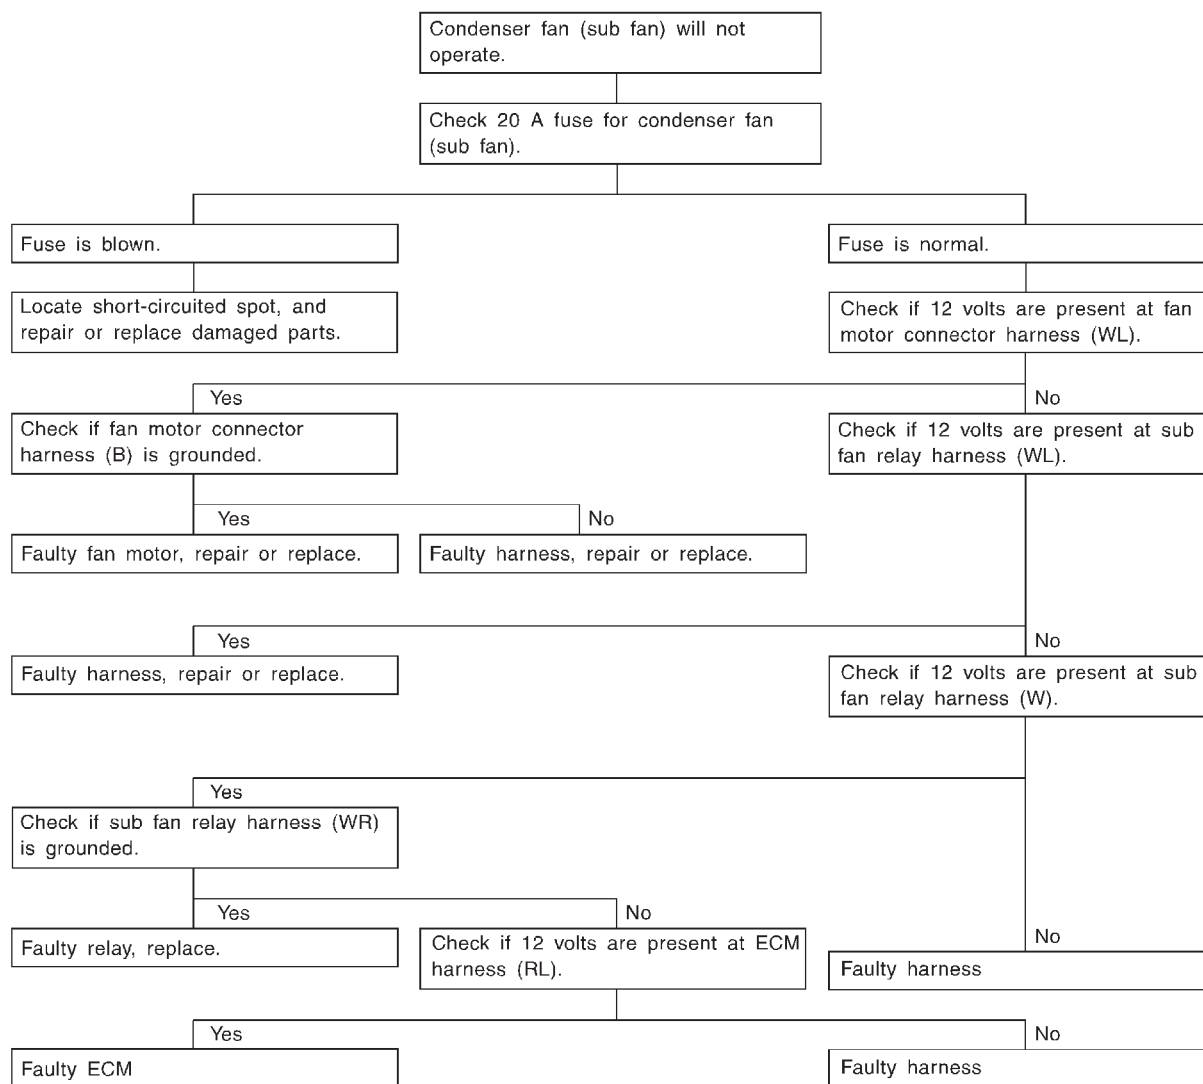 Condenser fan (sub fan) will not
operate.
Check 20 A fuse for condenser fan
(sub fan).
Fuse is blown.
Fuse is normal.
Locate short-circuited spot, and
repair or replace damaged parts.
Check if 12 volts are present at fan
motor connector harness (WL).
Yes
No
Check if fan motor connector
harness (B) is grounded.
Check if 12 volts are present at sub
fan relay harness (WL).
Yes
No
Faulty fan motor, repair or replace.
Faulty harness, repair or replace.
Yes
No
Faulty harness, repair or replace.
Check if 12 volts are present at sub
fan relay harness (W).
Yes
Check if sub fan relay harness (WR)
is grounded.
Yes
No
No
Faulty relay, replace.
Check if 12 volts are present at ECM
harness (RL).
Faulty harness
Yes
No
Faulty ECM
Faulty harness